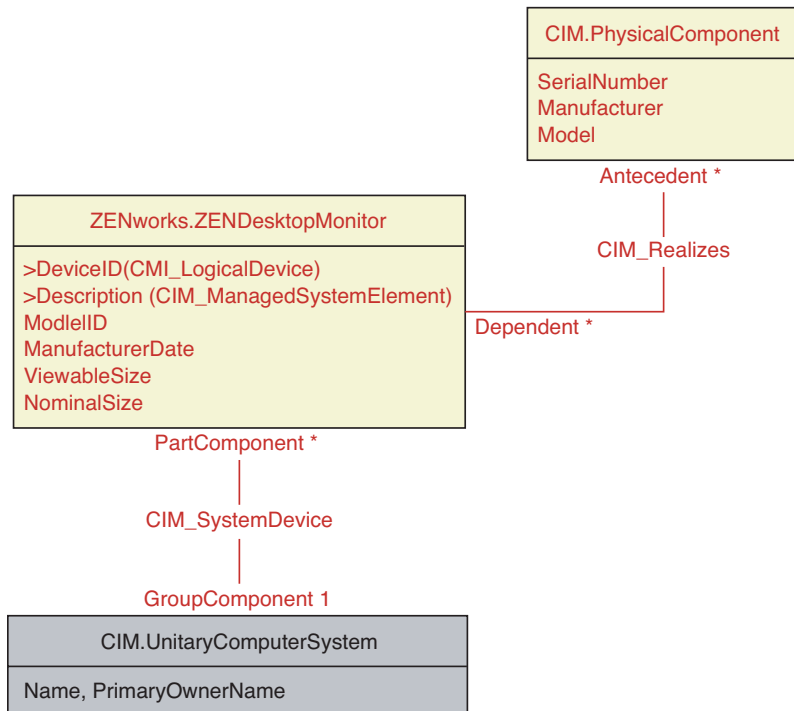 CIM.PhysicalComponent
SerialNumber
Manufacturer
Model
Antecedent *
CIM_Realizes
Dependent *
ZENworks.ZENDesktopMonitor
>DeviceID(CMI_LogicalDevice)
>Description (CIM_ManagedSystemElement)
ModlelID
ManufacturerDate
ViewableSize
NominalSize
PartComponent *
CIM_SystemDevice
GroupComponent 1
CIM.UnitaryComputerSystem
Name, PrimaryOwnerName